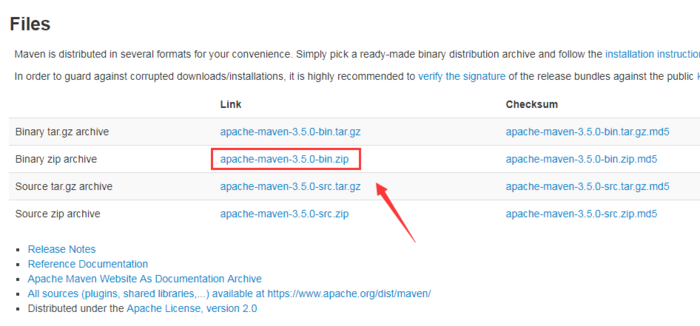 Files
Maven is distributed in several formats for your convenience. Simply pick a ready-made binary distribution archive and follow the installation instructio
In order to guard against corrupted downloads/installations, it is highly recommended to verify the signature of the release bundles against the public k
Link Checksum
Binary tar.gz archive apache-maven-3.5.0-bin.tar.gz apache-maven-3.5.0-bin.tar.gz.md5
Binary zip archive apache-maven-3.5.0-bin.zip apache-maven-3.5.0-bin.zip.md5
Source tar.gz archive apache-maven-3.5.0-src.tar.gz apache-maven-3.5.0-src.tar.gz.md5
Source zip archive apache-maven-3.5.0-src.zip apache-maven-3.5.0-src.zip.md5
Release Notes
Reference Documentation
Apache Maven Website As Documentation Archive
All sources (plugins, shared libraries,...) available at https://www.apache.org/dist/maven/
Distributed under the Apache License, version 2.0